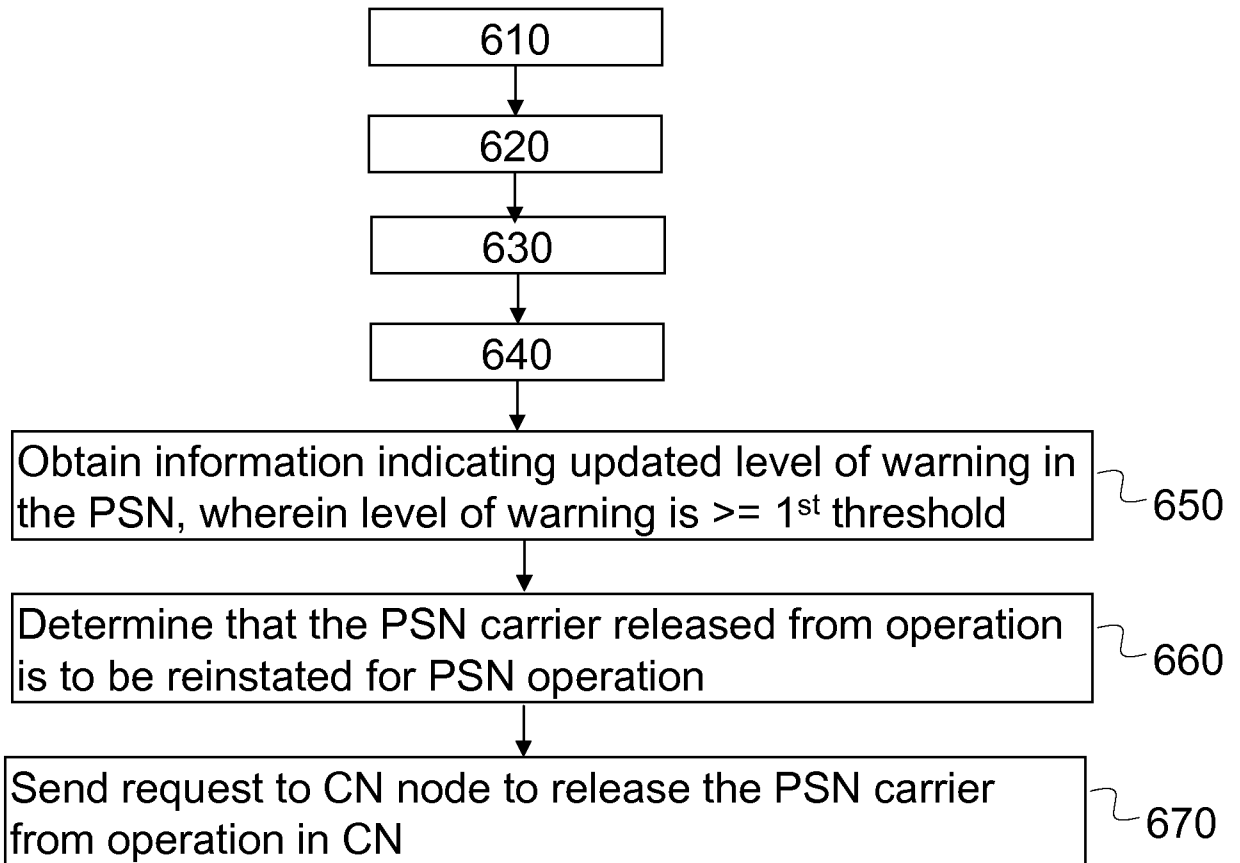 610
620
630
640
Obtain information indicating updated level of warning in
the PSN, wherein level of warning is >= 1st threshold
650
Determine that the PSN carrier released from operation
is to be reinstated for PSN operation
660
Send request to CN node to release the PSN carrier
from operation in CN
670